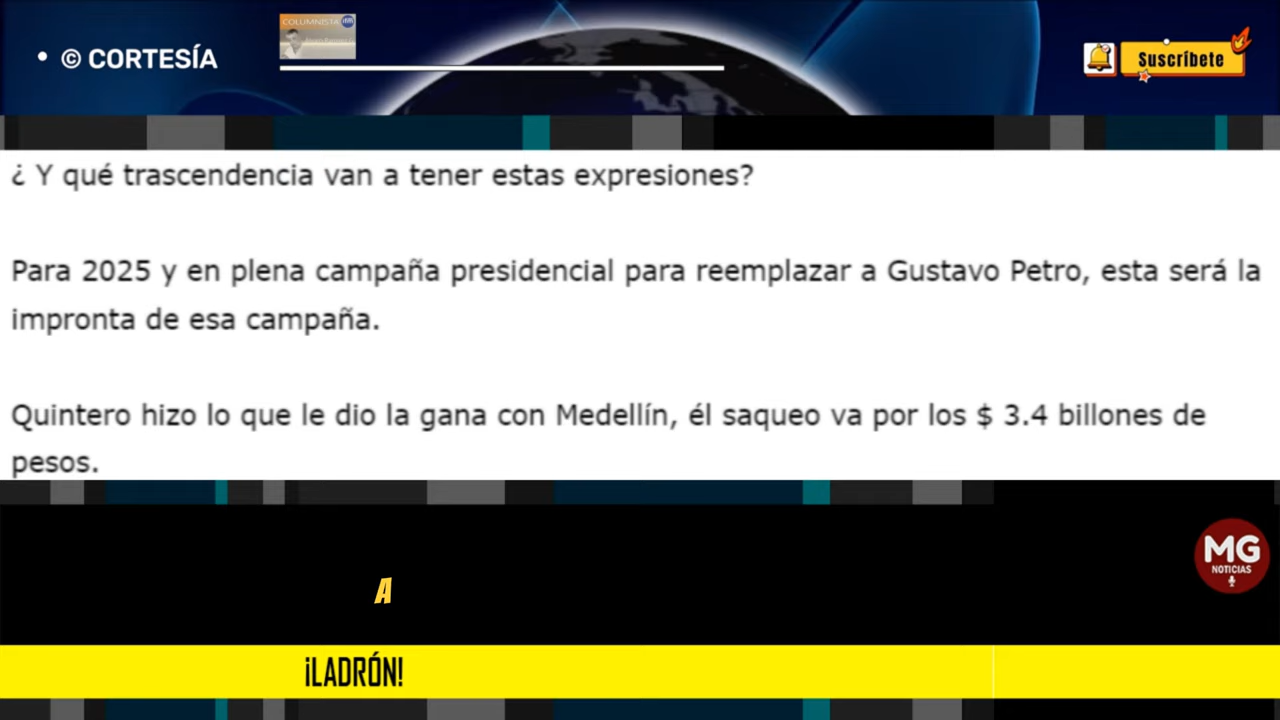 • © CORTESÍA
COLUMNISTA
Suscríbete
¿ Y qué trascendencia van a tener estas expresiones?
Para 2025 y en plena campaña presidencial para reemplazar a Gustavo Petro, esta será la
impronta de esa campaña.
Quintero hizo lo que le dio la gana con Medellín, él saqueo va por los $ 3.4 billones de
pesos.
MG
NOTICIAS
A
¡LADRÓN!